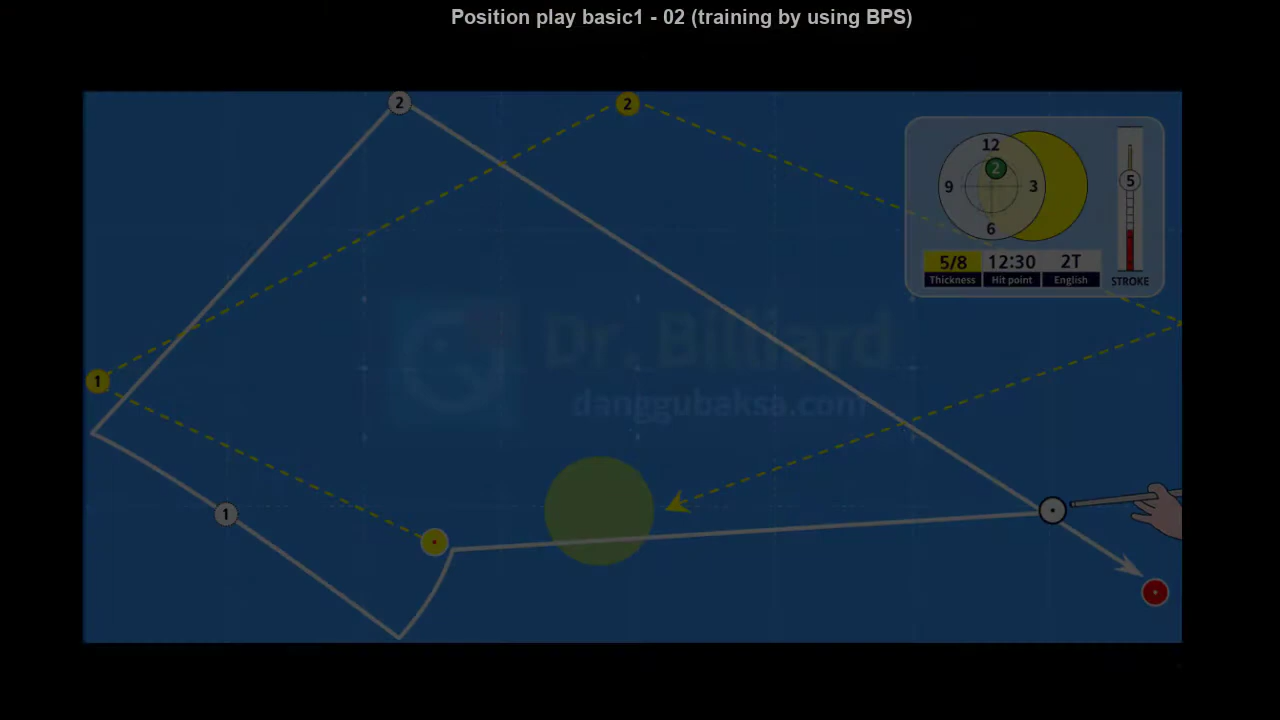 Position play basic1 - 02 (training by using BPS)
2
2
12
2
9
3
5
6
5/8
12:30
2T
Thickness
Hit point
English
STROKE
Dr. Billiard
danggubaksa.com
1
1